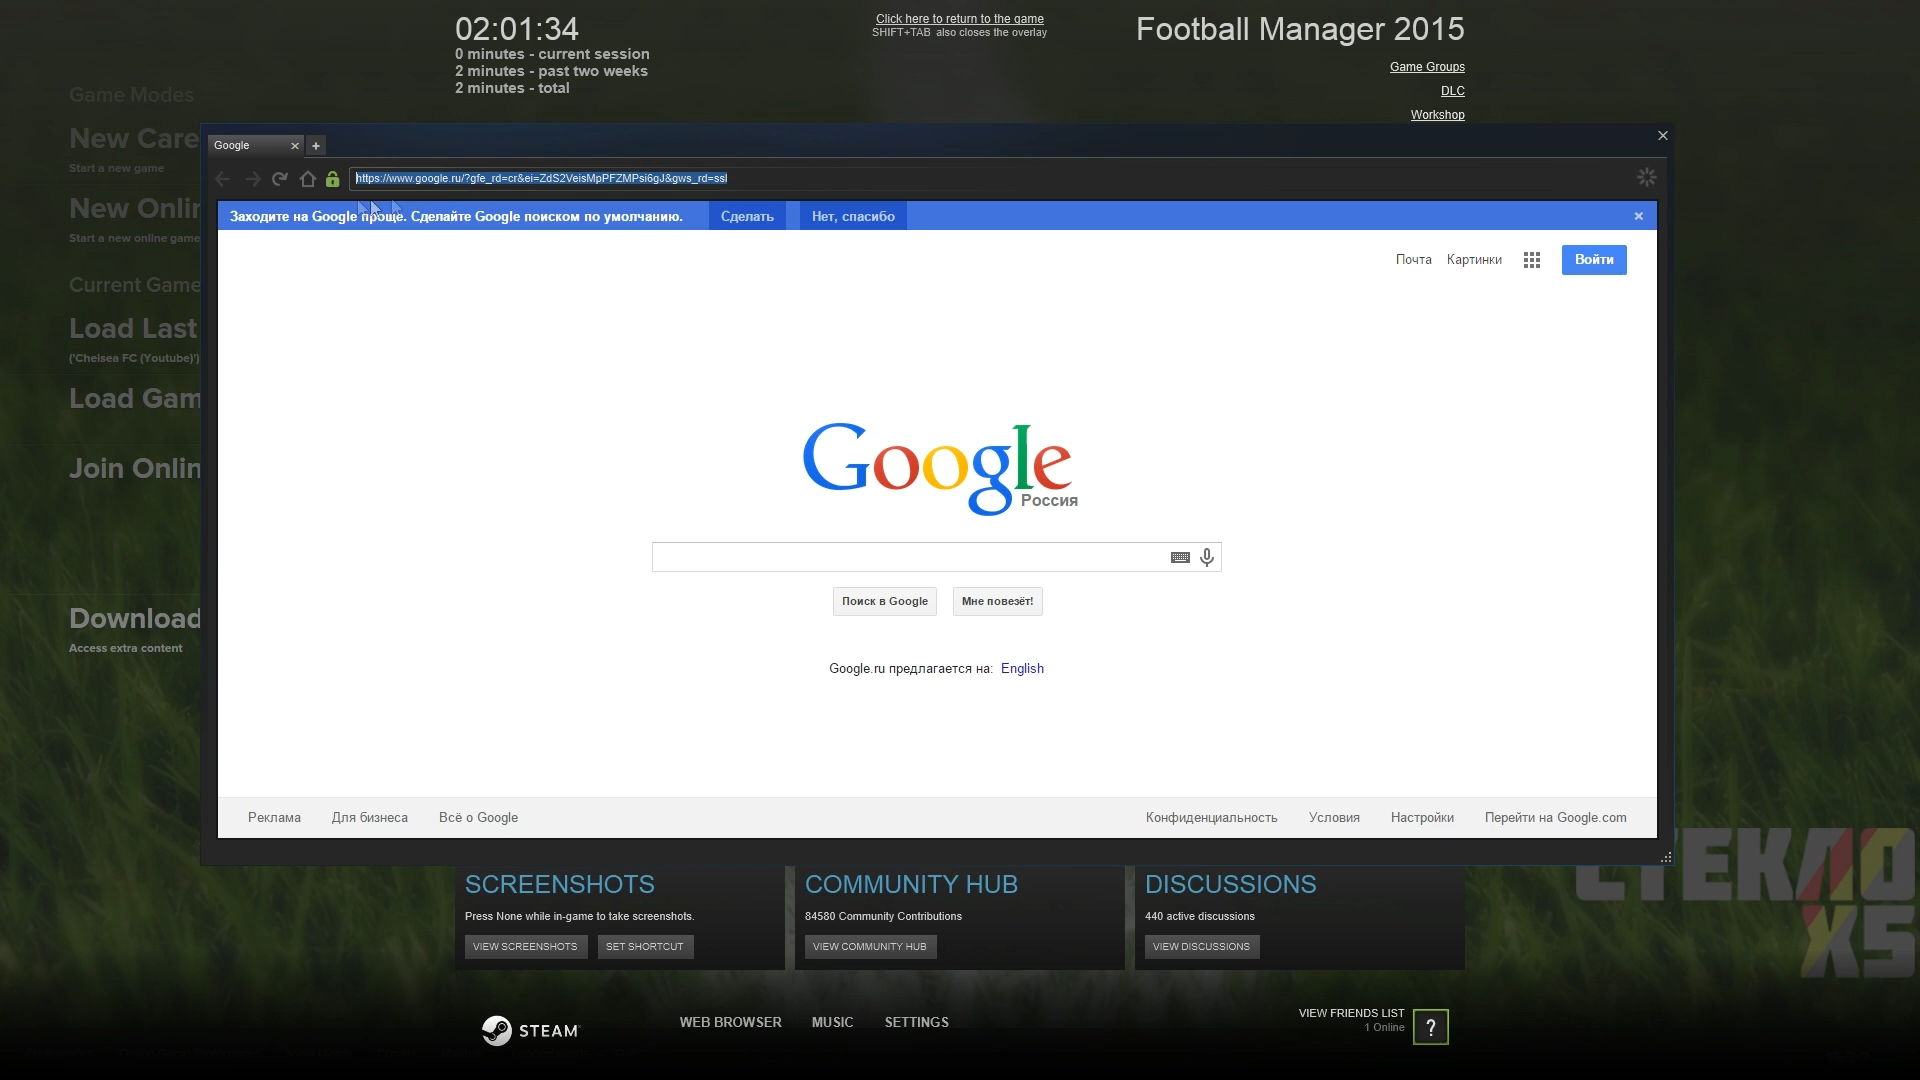 02:01:34
0 minutes - current session
2 minutes - past two weeks
2 minutes - total
Click here to return to the game
SHIFT+TAB also closes the overlay
Football Manager 2015
Game Groups
DLC
Workshop
Game Modes
New Care
Start a new game
New Onlin
Start a new online game
Current Game
Load Last
('Chelsea FC (Youtube)')
Load Gam
Join Onlin
Download
Access extra content
Google
https://www.google.ru/?gfe_rd=cr&ei=ZdS2VeisMpPFZMPsi6gJ&gws_rd=ssl
Заходите на Google проще. Сделайте Google поиском по умолчанию.
Сделать
Нет, спасибо
Почта
Картинки
Войти
Google
Россия
Поиск в Google
Мне повезёт!
Google.ru предлагается на: English
Реклама
Для бизнеса
Всё о Google
Конфиденциальность
Условия
Настройки
Перейти на Google.com
SCREENSHOTS
Press None while in-game to take screenshots.
VIEW SCREENSHOTS
SET SHORTCUT
COMMUNITY HUB
84580 Community Contributions
VIEW COMMUNITY HUB
DISCUSSIONS
440 active discussions
VIEW DISCUSSIONS
СТЕКЛО
XS
STEAM
WEB BROWSER
MUSIC
SETTINGS
VIEW FRIENDS LIST
1 Online
?